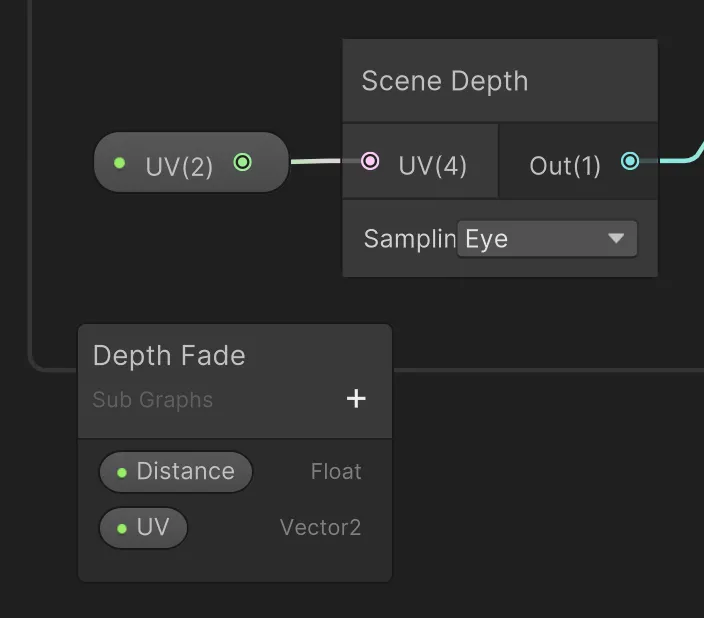 Scene Depth
UV(2)
UV(4)
Out(1)
Samplin
Eye
Depth Fade
Sub Graphs
+
Distance
Float
UV
Vector2